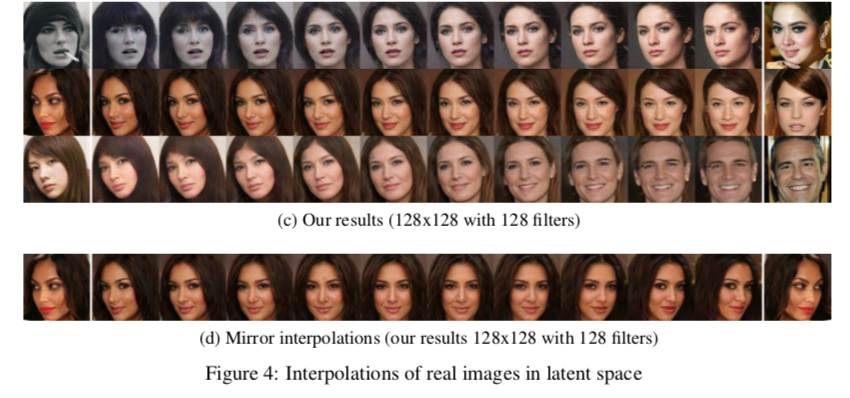 (c) Our results (128x128 with 128 filters)
(d) Mirror interpolations (our results 128x128 with 128 filters)
Figure 4: Interpolations of real images in latent space